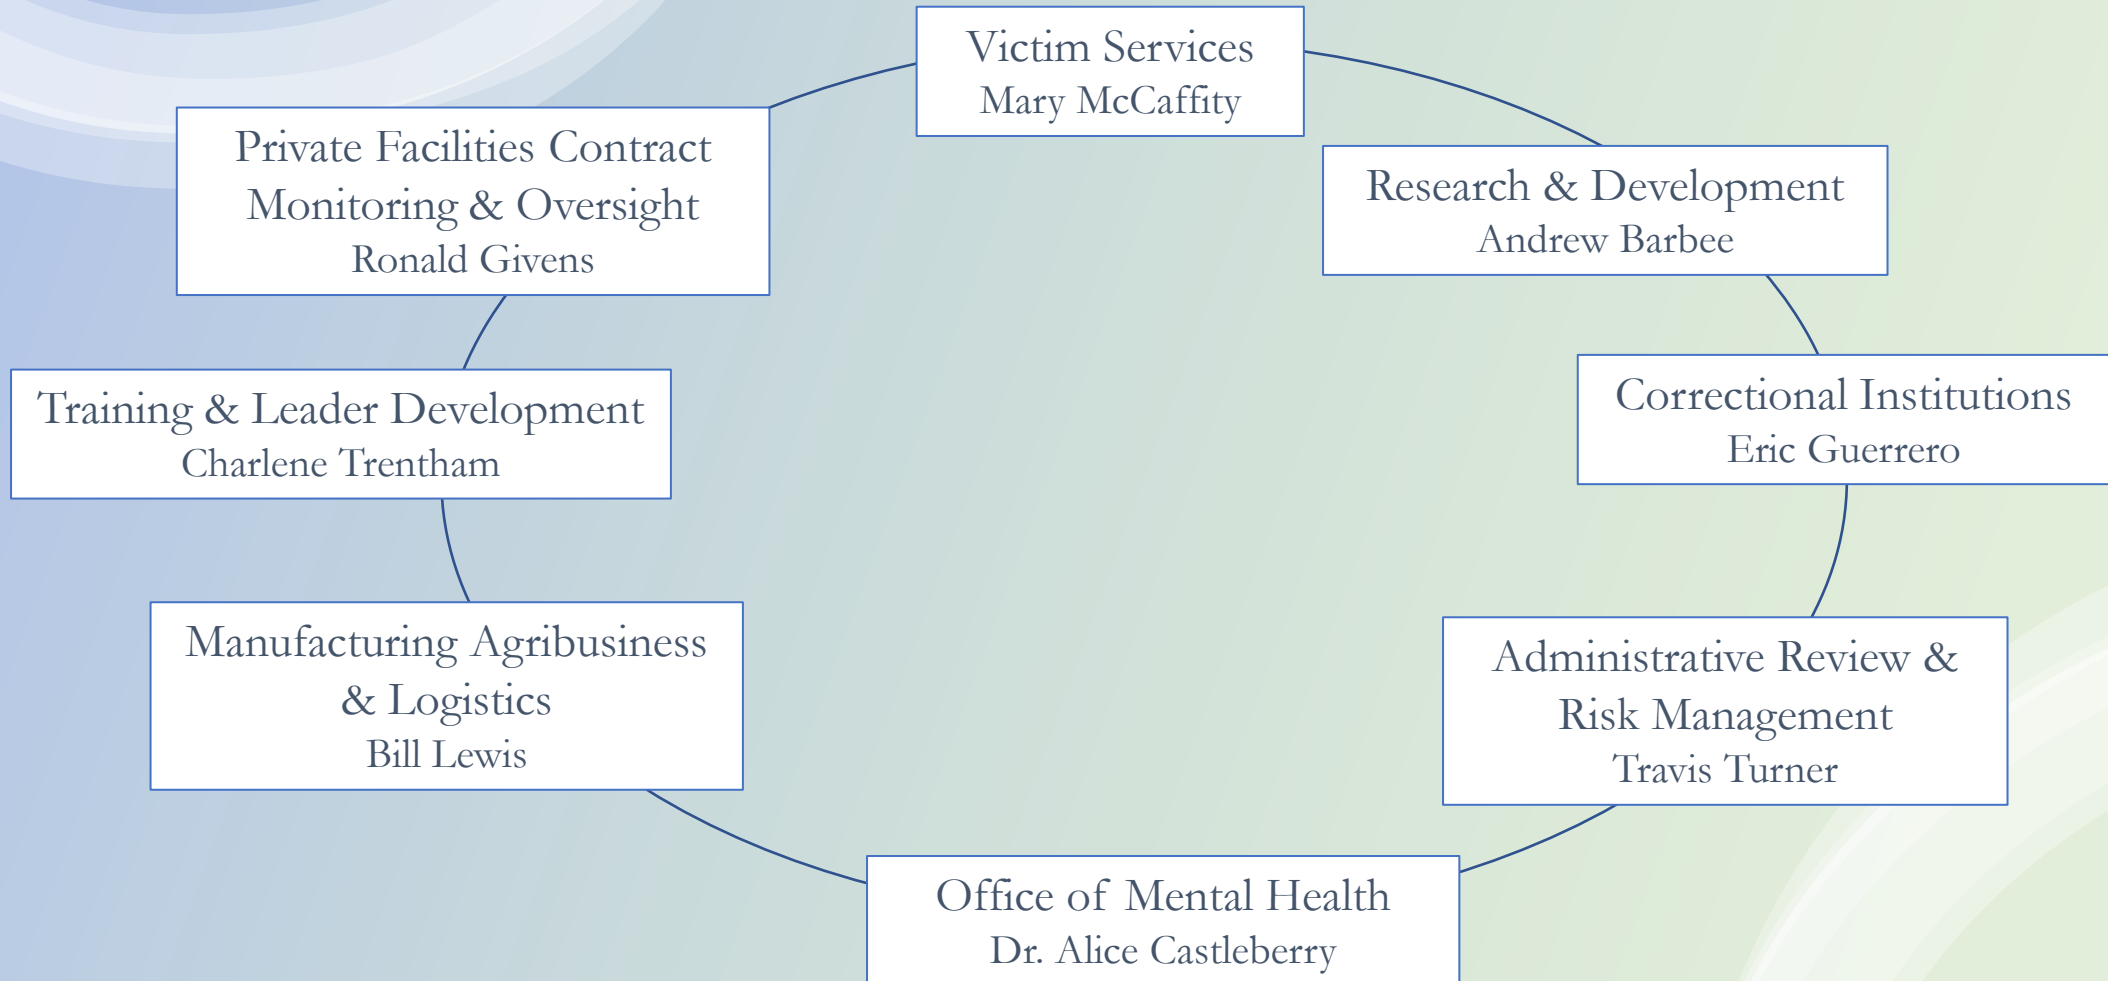 Victim Services
Mary McCaffity
Private Facilities Contract
Monitoring & Oversight
Ronald Givens
Research & Development
Andrew Barbee
Training & Leader Development
Charlene Trentham
Correctional Institutions
Eric Guerrero
Manufacturing Agribusiness
& Logistics
Bill Lewis
Administrative Review &
Risk Management
Travis Turner
Office of Mental Health
Dr. Alice Castleberry